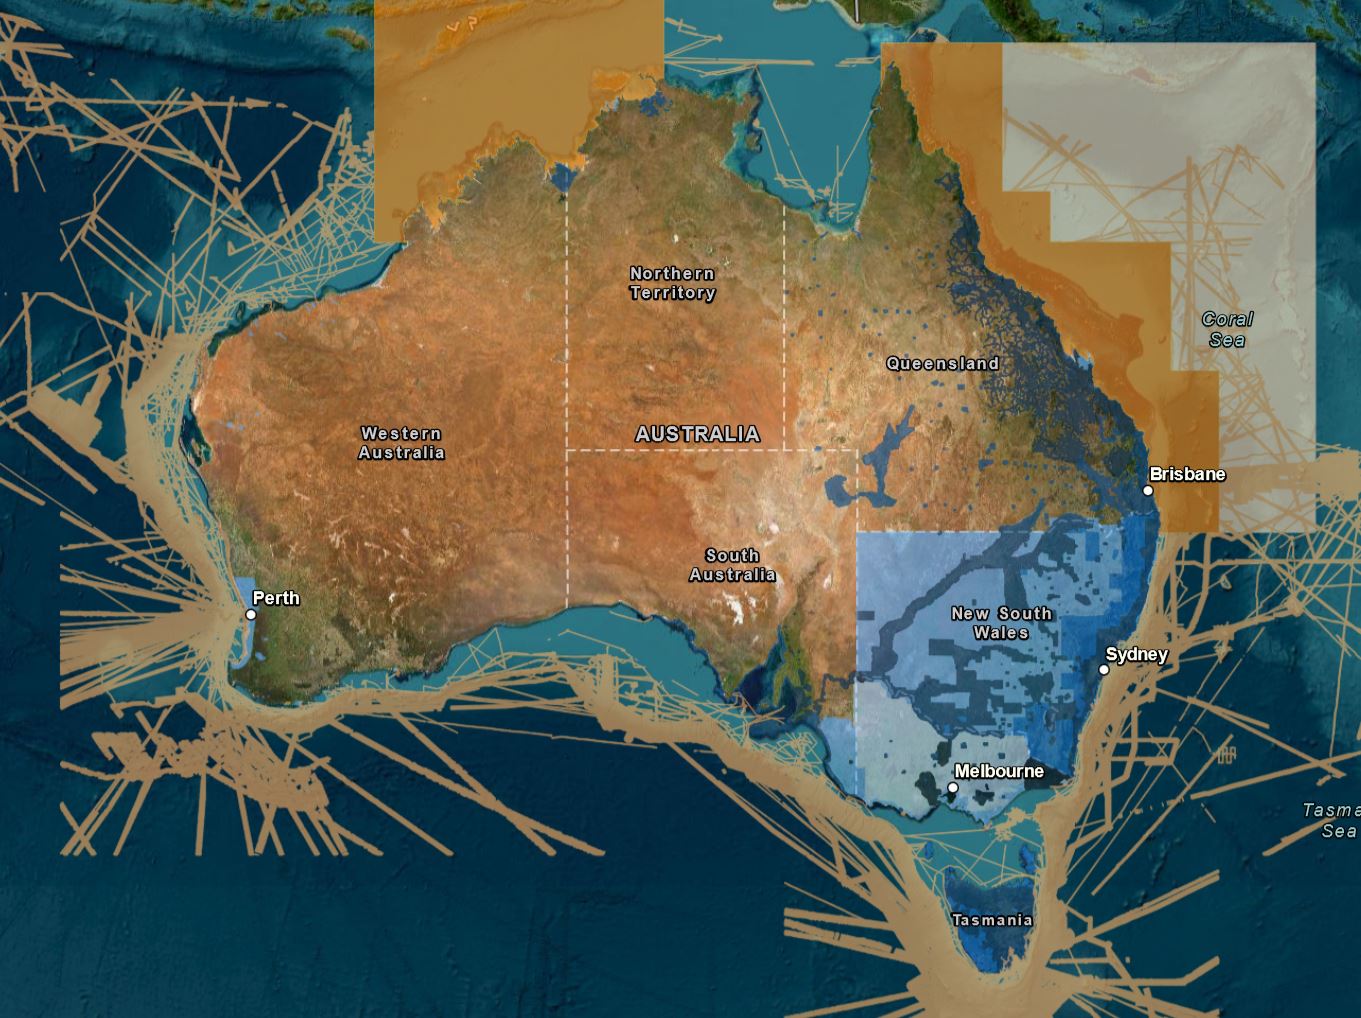 Northern
Territory
Coral
Sea
Queensland
Western
Australia
AUSTRALIA
Brisbane
South
Australia
Perth
New South
Wales
Sydney
Melbourne
Tasma
Sea
Tasmania